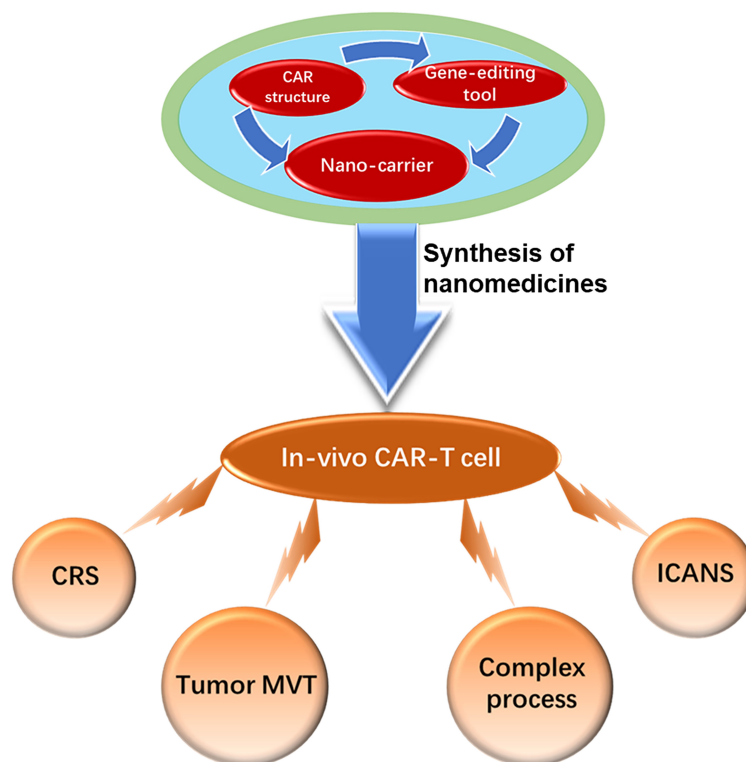 CAR
structure
Gene-editing
tool
Nano-carrier
Synthesis of
nanomedicines
In-vivo CAR-T cell
CRS
ICANS
Tumor MVT
Complex
process